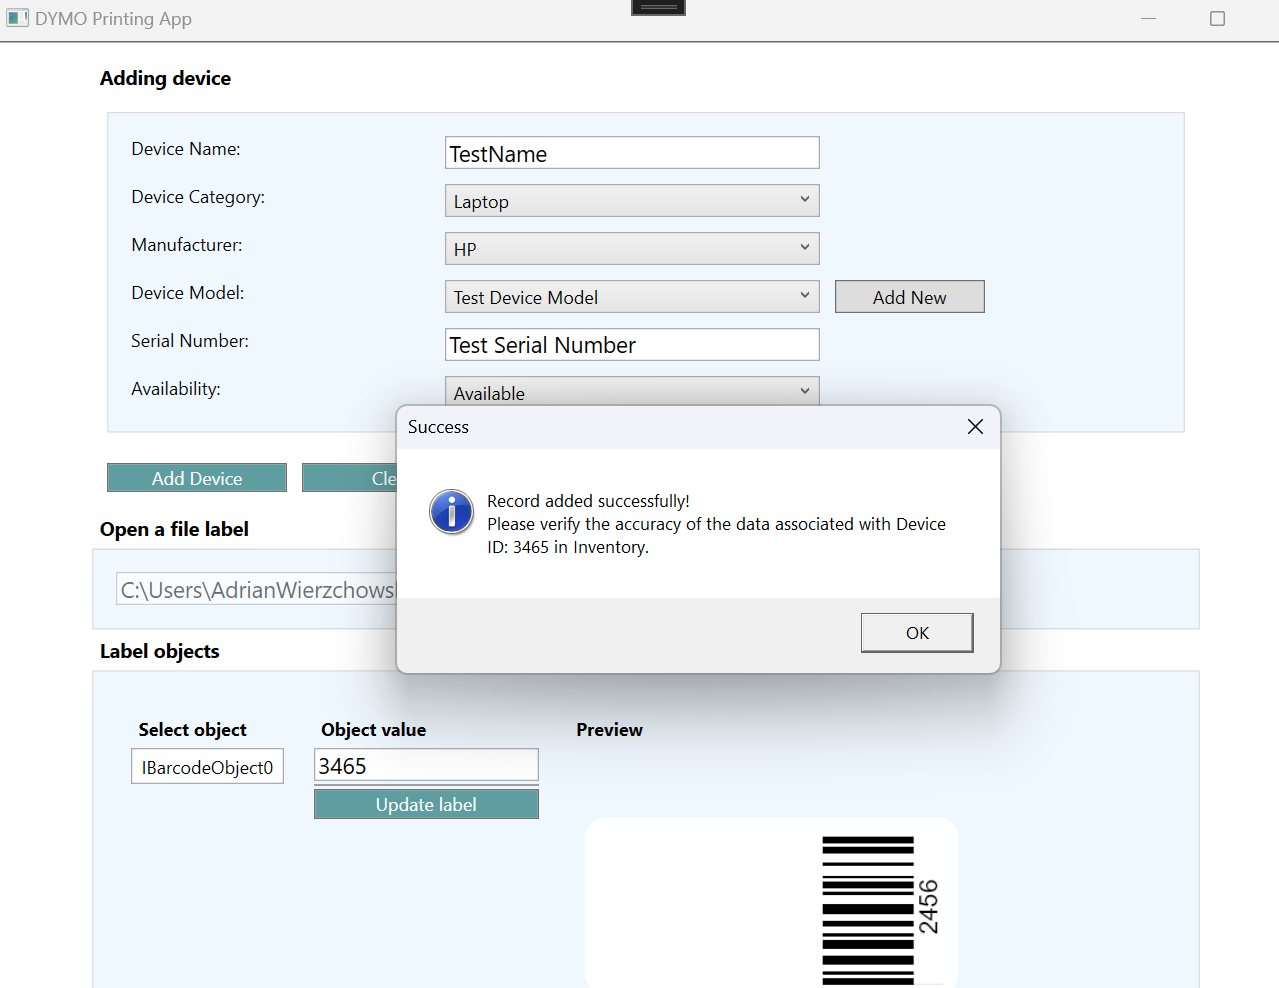 DYMO Printing App
Adding device
Device Name:
TestName
Device Category:
Laptop
Manufacturer:
HP
Device Model:
Test Device Model
Add New
Serial Number:
Test Serial Number
Availability:
Available
Success
Record added successfully!
Please verify the accuracy of the data associated with Device
ID: 3465 in Inventory.
OK
Add Device
Cle
Open a file label
C:\Users\AdrianWierzchows
Label objects
Select object
Object value
Preview
IBarcodeObject0
3465
Update label
2456